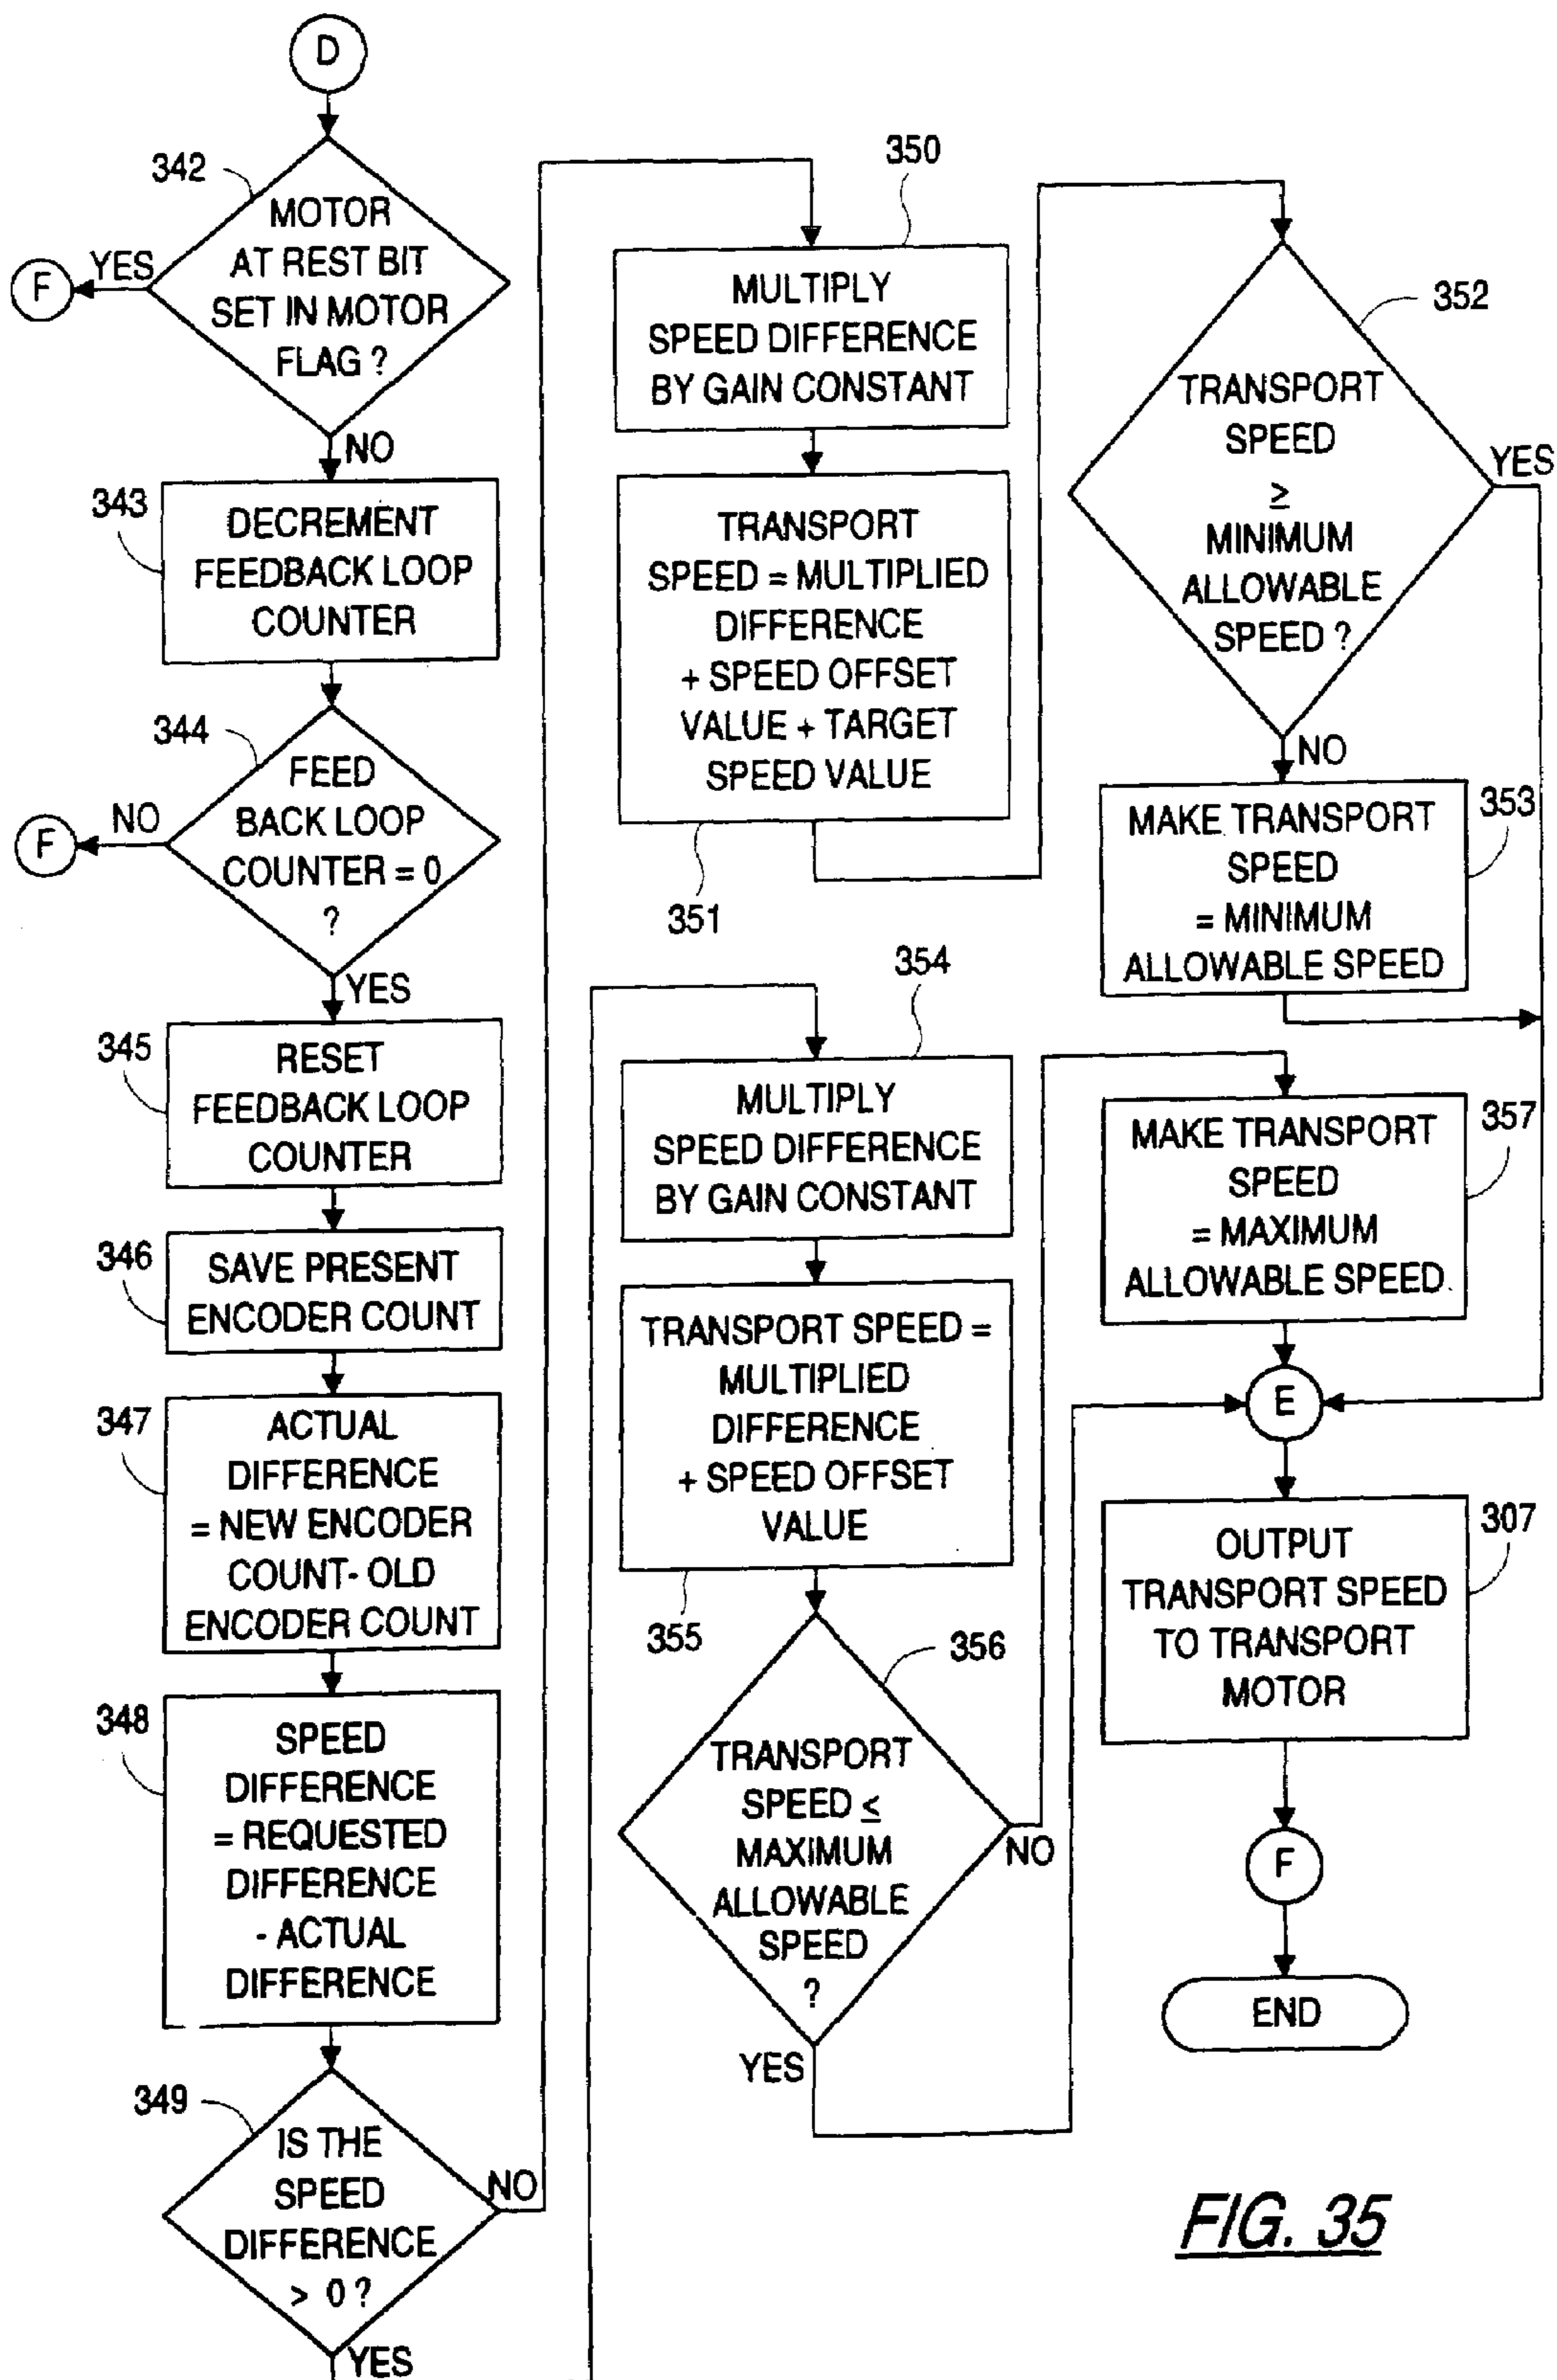 D
342
MOTOR
AT REST BIT
SET IN MOTOR
FLAG ?
YES
F
NO
343
DECREMENT
FEEDBACK LOOP
COUNTER
344
FEED
BACK LOOP
COUNTER = 0
?
NO
F
YES
345
RESET
FEEDBACK LOOP
COUNTER
346
SAVE PRESENT
ENCODER COUNT
347
ACTUAL
DIFFERENCE
= NEW ENCODER
COUNT- OLD
ENCODER COUNT
348
SPEED
DIFFERENCE
= REQUESTED
DIFFERENCE
- ACTUAL
DIFFERENCE
349
IS THE
SPEED
DIFFERENCE
> 0 ?
NO
YES
350
MULTIPLY
SPEED DIFFERENCE
BY GAIN CONSTANT
TRANSPORT
SPEED = MULTIPLIED
DIFFERENCE
+ SPEED OFFSET
VALUE + TARGET
SPEED VALUE
351
354
MULTIPLY
SPEED DIFFERENCE
BY GAIN CONSTANT
TRANSPORT SPEED =
MULTIPLIED
DIFFERENCE
+ SPEED OFFSET
VALUE
355
356
TRANSPORT
SPEED ≤
MAXIMUM
ALLOWABLE
SPEED
?
NO
YES
352
TRANSPORT
SPEED
≥
MINIMUM
ALLOWABLE
SPEED ?
YES
NO
353
MAKE TRANSPORT
SPEED
= MINIMUM
ALLOWABLE SPEED
357
MAKE TRANSPORT
SPEED
= MAXIMUM
ALLOWABLE SPEED
E
307
OUTPUT
TRANSPORT SPEED
TO TRANSPORT
MOTOR
F
END
FIG. 35